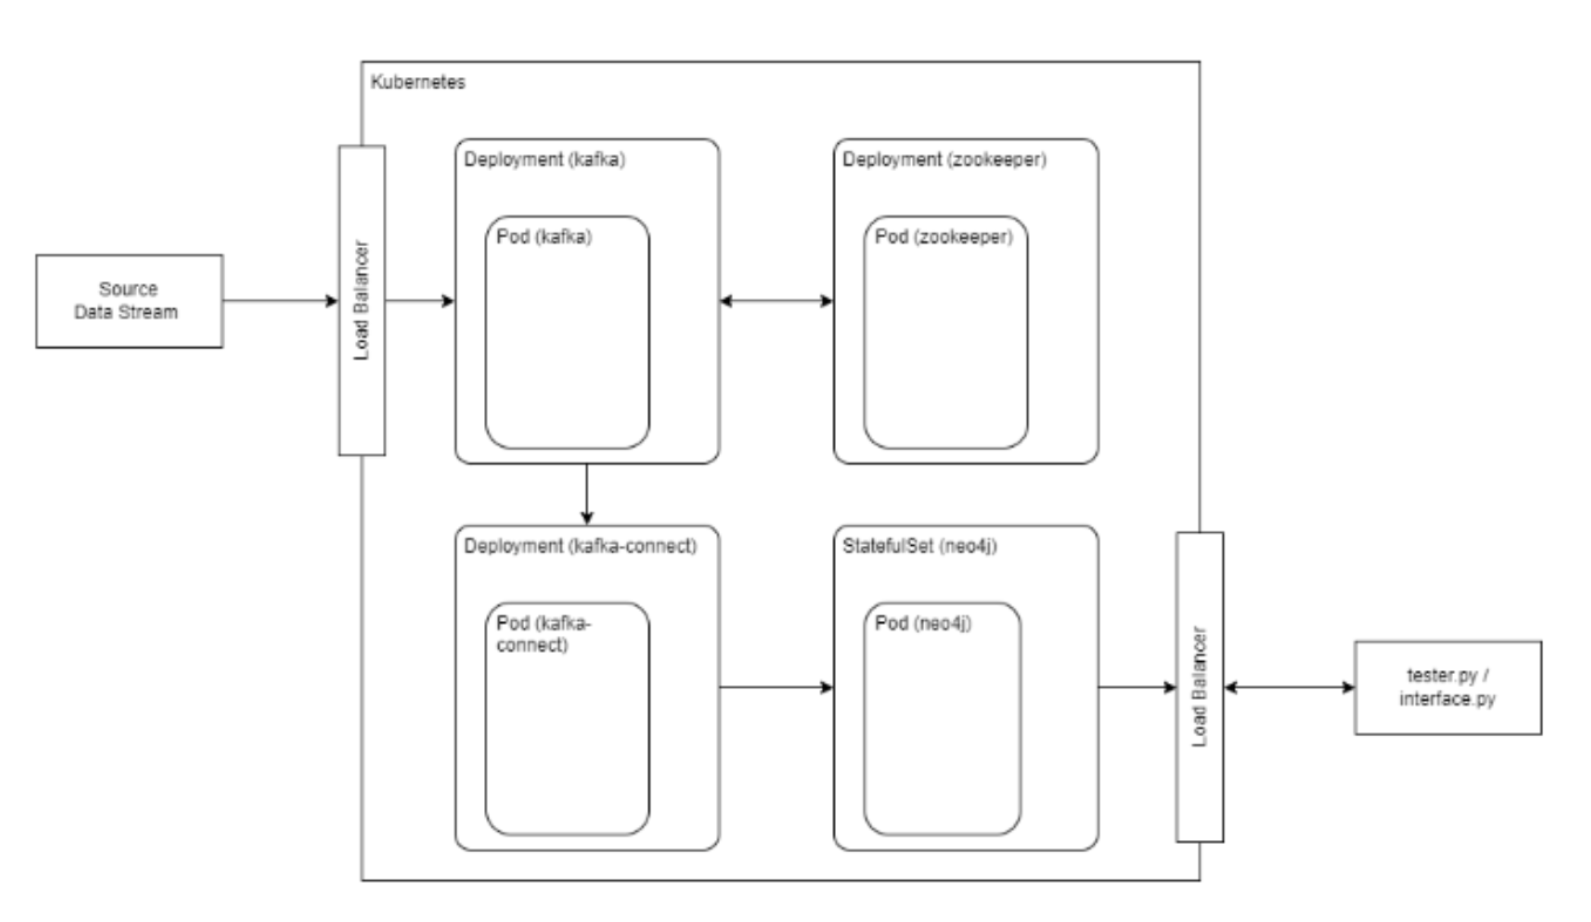 Kubernetes
Deployment (kafka)
Deployment (zookeeper)
Pod (kafka)
Pod (zookeeper)
Source
Data Stream
Load Balancer
Deployment (kafka-connect)
StatefulSet (neo4j)
Pod (kafka-
connect)
Pod (neo4j)
Load Balancer
tester.py /
interface.py